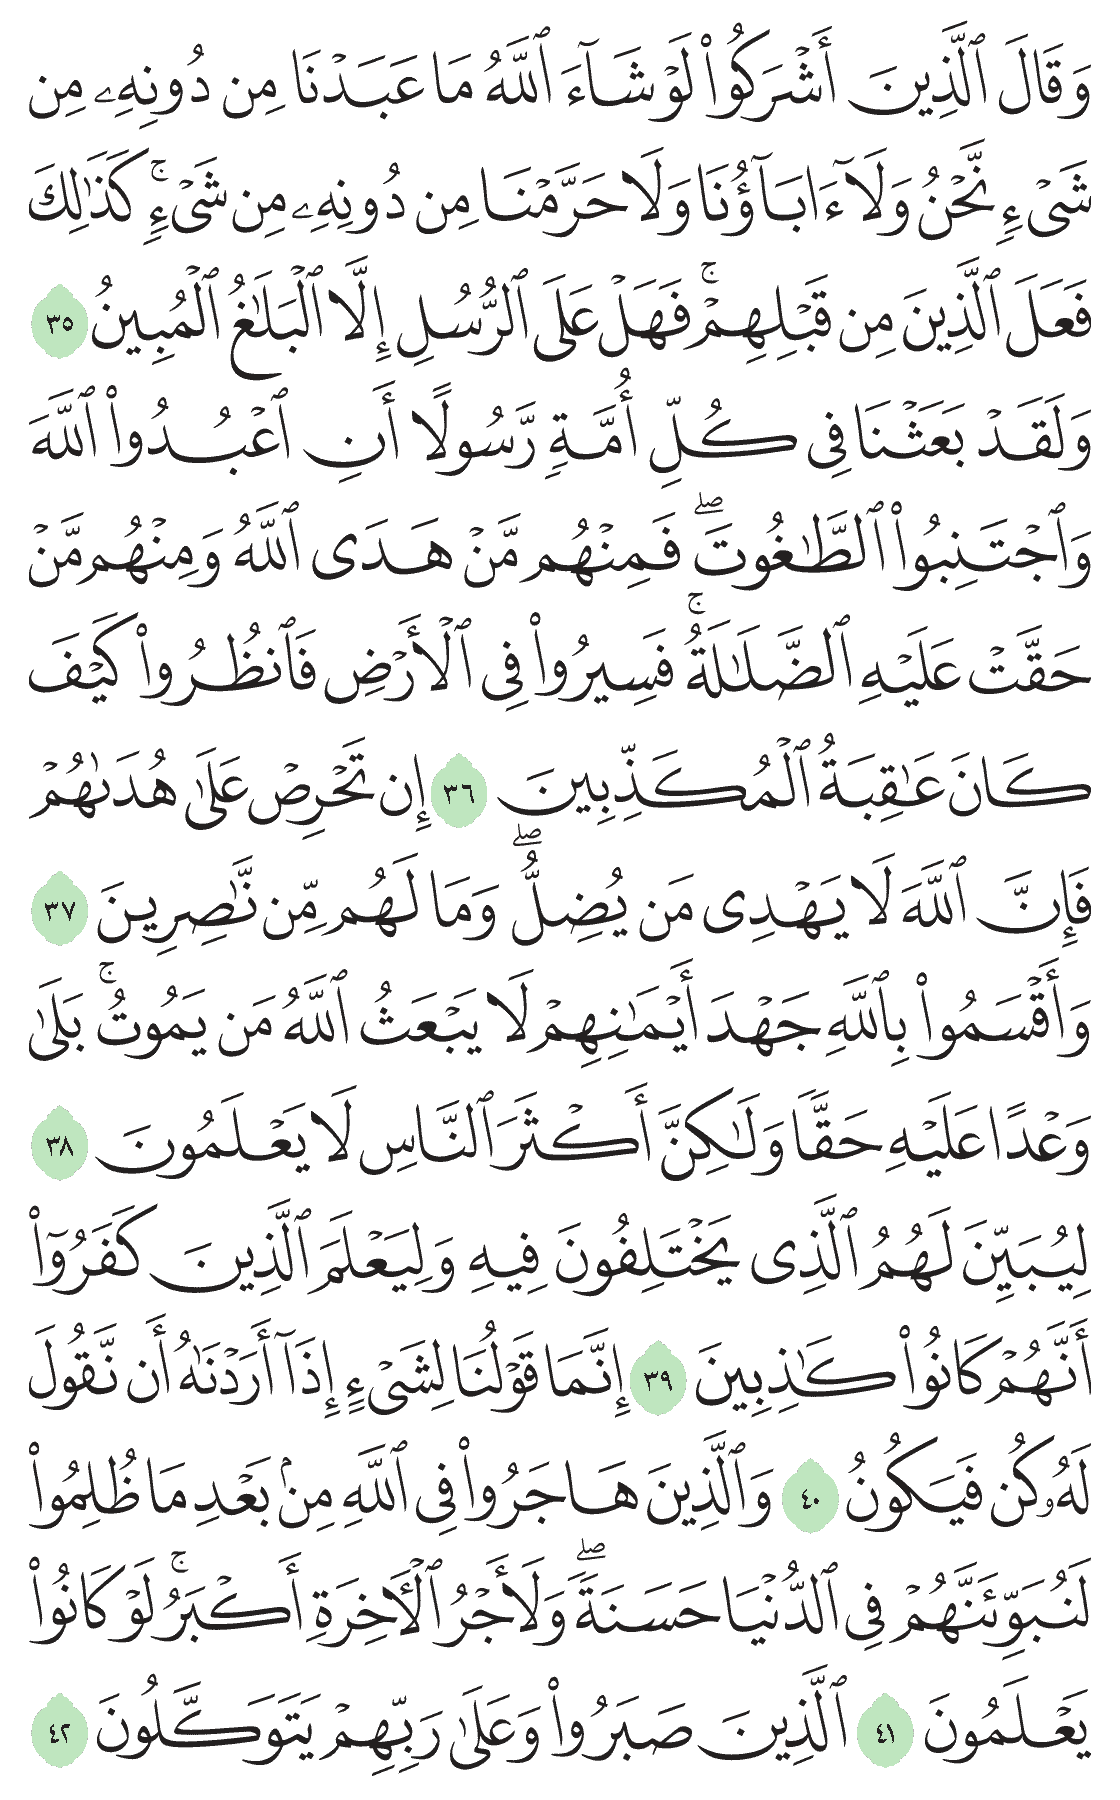 وَقَالَ ٱلَّذِينَ أَشْرَكُوا۟ لَوْ شَآءَ ٱللَّهُ مَا عَبَدْنَا مِن دُونِهِۦ مِن
شَىْءٍ نَّحْنُ وَلَآ ءَابَآؤُنَا وَلَا حَرَّمْنَا مِن دُونِهِۦ مِن شَىْءٍ ۚ كَذَٰلِكَ
فَعَلَ ٱلَّذِينَ مِن قَبْلِهِمْ ۚ فَهَلْ عَلَى ٱلرُّسُلِ إِلَّا ٱلْبَلَٰغُ ٱلْمُبِينُ ٣٥
وَلَقَدْ بَعَثْنَا فِى كُلِّ أُمَّةٍ رَّسُولًا أَنِ ٱعْبُدُوا۟ ٱللَّهَ
وَٱجْتَنِبُوا۟ ٱلطَّٰغُوتَ ۖ فَمِنْهُم مَّنْ هَدَى ٱللَّهُ وَمِنْهُم مَّنْ
حَقَّتْ عَلَيْهِ ٱلضَّلَٰلَةُ ۚ فَسِيرُوا۟ فِى ٱلْأَرْضِ فَٱنظُرُوا۟ كَيْفَ
كَانَ عَٰقِبَةُ ٱلْمُكَذِّبِينَ ٣٦ إِن تَحْرِصْ عَلَىٰ هُدَىٰهُمْ
فَإِنَّ ٱللَّهَ لَا يَهْدِى مَن يُضِلُّ ۖ وَمَا لَهُم مِّن نَّٰصِرِينَ ٣٧
وَأَقْسَمُوا۟ بِٱللَّهِ جَهْدَ أَيْمَٰنِهِمْ لَا يَبْعَثُ ٱللَّهُ مَن يَمُوتُ ۚ بَلَىٰ
وَعْدًا عَلَيْهِ حَقًّا وَلَٰكِنَّ أَكْثَرَ ٱلنَّاسِ لَا يَعْلَمُونَ ٣٨
لِيُبَيِّنَ لَهُمُ ٱلَّذِى يَخْتَلِفُونَ فِيهِ وَلِيَعْلَمَ ٱلَّذِينَ كَفَرُوٓا۟
أَنَّهُمْ كَانُوا۟ كَٰذِبِينَ ٣٩ إِنَّمَا قَوْلُنَا لِشَىْءٍ إِذَآ أَرَدْنَٰهُ أَن نَّقُولَ
لَهُۥ كُن فَيَكُونُ ٤٠ وَٱلَّذِينَ هَاجَرُوا۟ فِى ٱللَّهِ مِنۢ بَعْدِ مَا ظُلِمُوا۟
لَنُبَوِّئَنَّهُمْ فِى ٱلدُّنْيَا حَسَنَةً ۖ وَلَأَجْرُ ٱلْءَاخِرَةِ أَكْبَرُ ۚ لَوْ كَانُوا۟
يَعْلَمُونَ ٤١ ٱلَّذِينَ صَبَرُوا۟ وَعَلَىٰ رَبِّهِمْ يَتَوَكَّلُونَ ٤٢